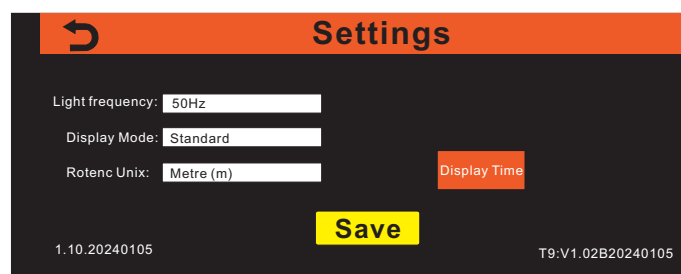 Settings
Light frequency: 50Hz
Display Mode: Standard
Rotenc Unix: Metre (m)
Display Time
Save
1.10.20240105
T9:V1.02B20240105